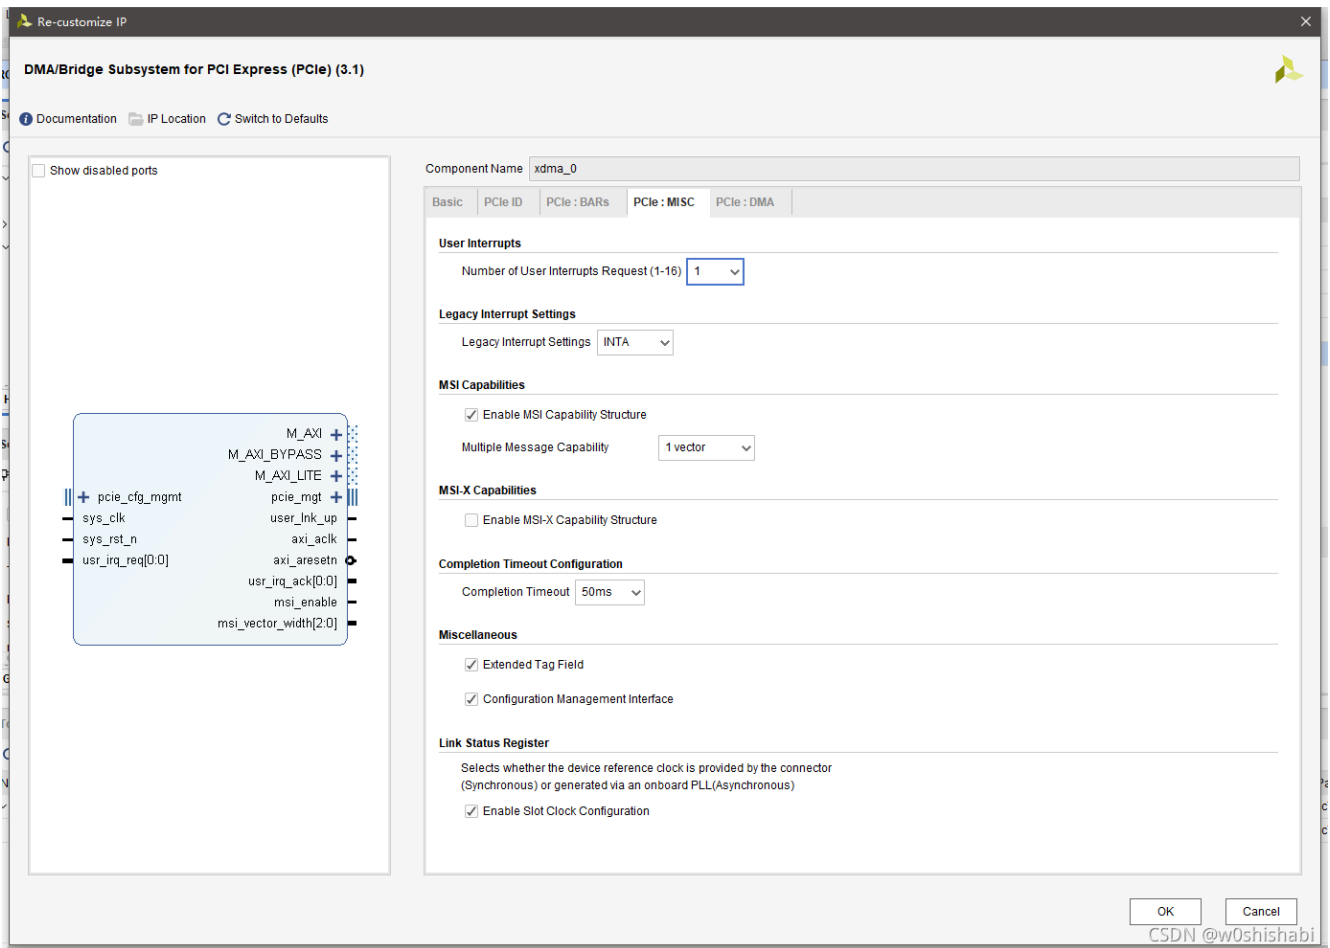 Re-customize IP
DMA/Bridge Subsystem for PCI Express (PCIe) (3.1)
Documentation IP Location Switch to Defaults
Show disabled ports
M_AXI
M_AXI_BYPASS
M_AXI_LITE
pcie_cfg_mgmt pcie_mgt
sys_clk user_lnk_up
sys_rst_n axi_aclk
usr_irq_req[0:0] axi_aresetn
usr_irq_ack[0:0]
msi_enable
msi_vector_width[2:0]
Component Name xdma_0
Basic PCIe ID PCIe : BARs PCIe : MISC PCIe : DMA
User Interrupts
Number of User Interrupts Request (1-16) 1
Legacy Interrupt Settings
Legacy Interrupt Settings INTA
MSI Capabilities
Enable MSI Capability Structure
Multiple Message Capability 1 vector
MSI-X Capabilities
Enable MSI-X Capability Structure
Completion Timeout Configuration
Completion Timeout 50ms
Miscellaneous
Extended Tag Field
Configuration Management Interface
Link Status Register
Selects whether the device reference clock is provided by the connector
(Synchronous) or generated via an onboard PLL(Asynchronous)
Enable Slot Clock Configuration
OK Cancel
CSDN @w0shishabi